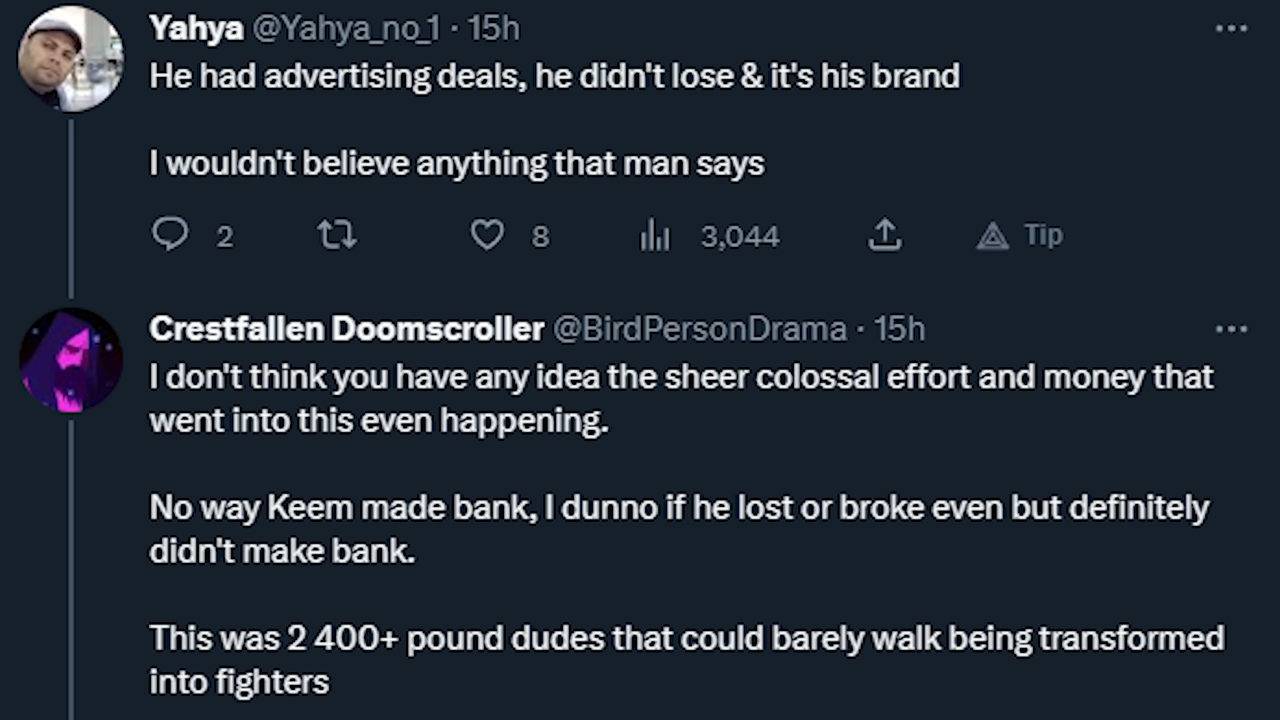 Yahya @Yahya_no_1 · 15h
He had advertising deals, he didn't lose & it's his brand
I wouldn't believe anything that man says
2 8 3,044 Tip
Crestfallen Doomscroller @BirdPersonDrama · 15h
I don't think you have any idea the sheer colossal effort and money that
went into this even happening.
No way Keem made bank, I dunno if he lost or broke even but definitely
didn't make bank.
This was 2 400+ pound dudes that could barely walk being transformed
into fighters